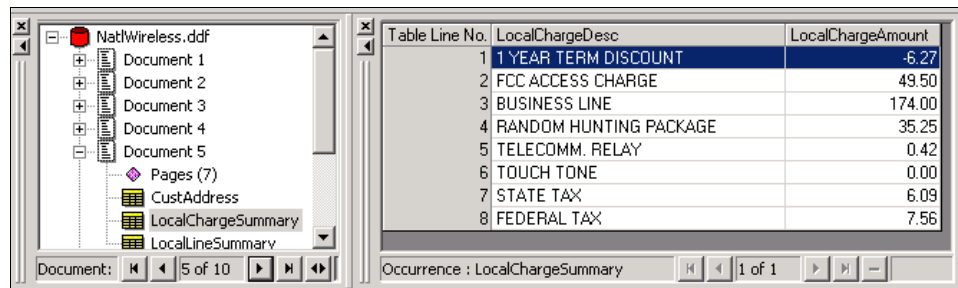 NatlWireless.ddf
Document 1
Document 2
Document 3
Document 4
Document 5
Pages (7)
CustAddress
LocalChargeSummary
LocalLineSummary
Document: 5 of 10
Table Line No. LocalChargeDesc LocalChargeAmount
1 1 YEAR TERM DISCOUNT -6.27
2 FCC ACCESS CHARGE 49.50
3 BUSINESS LINE 174.00
4 RANDOM HUNTING PACKAGE 35.25
5 TELECOMM. RELAY 0.42
6 TOUCH TONE 0.00
7 STATE TAX 6.09
8 FEDERAL TAX 7.56
Occurrence : LocalChargeSummary 1 of 1